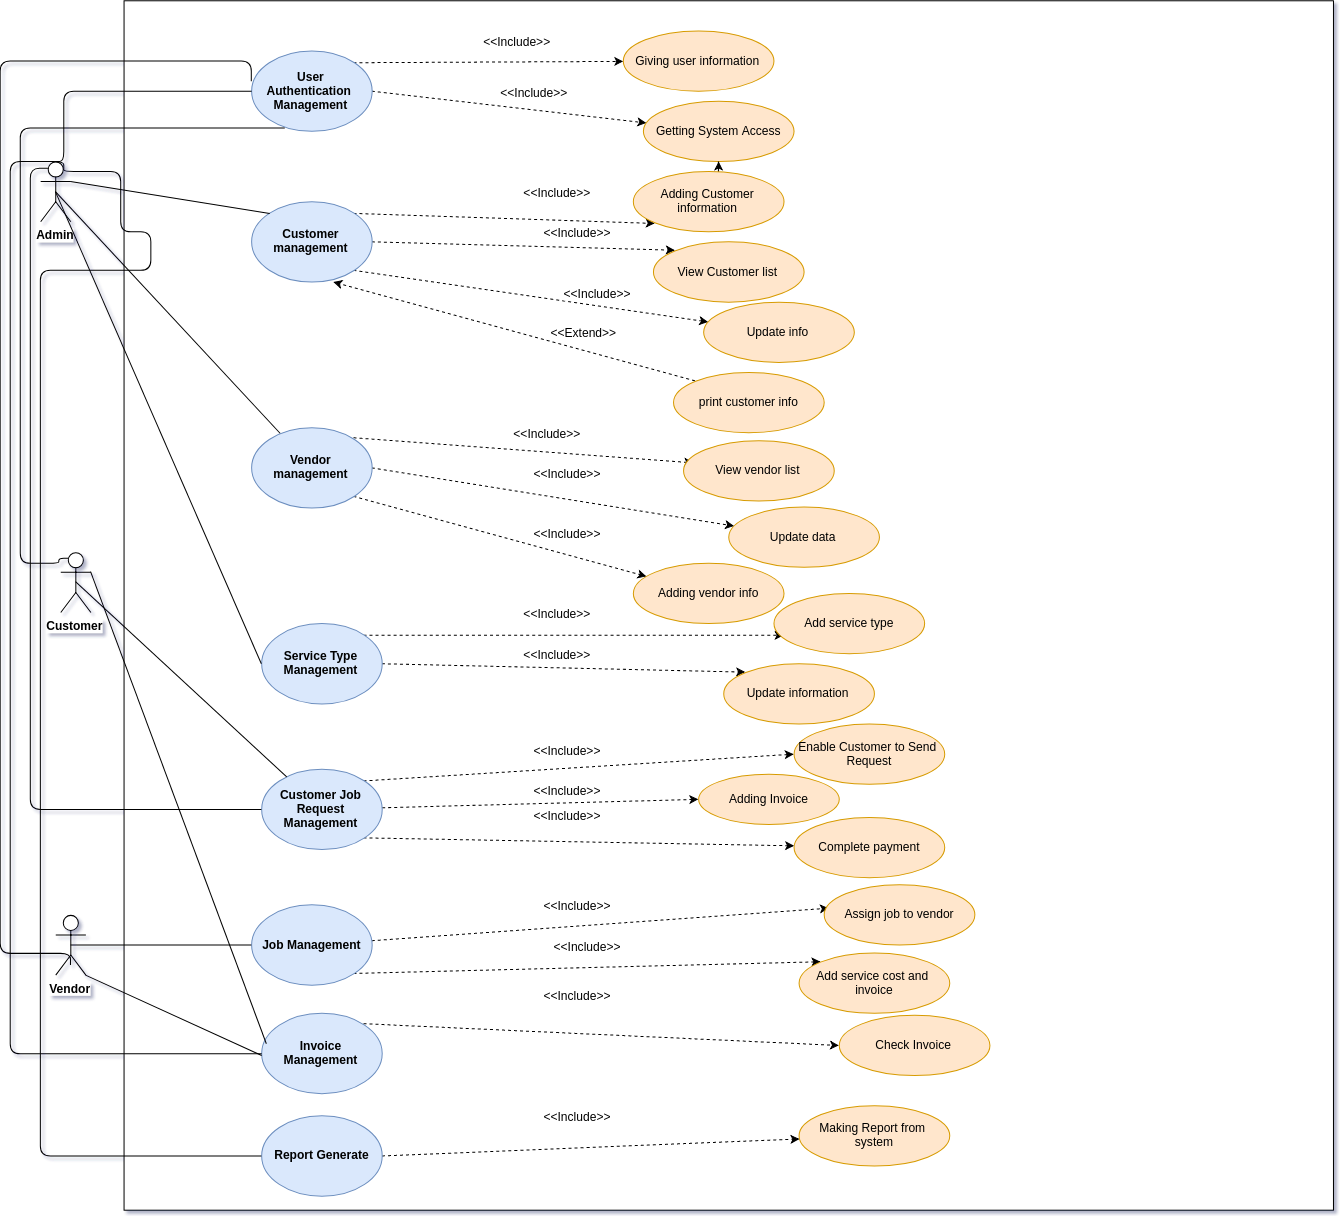 <<Include>>
Giving user information
User
Authentication
Management
<<Include>>
Getting System Access
Admin
<<Include>>
Adding Customer
information
Customer
management
<<Include>>
View Customer list
<<Include>>
Update info
<<Extend>>
print customer info
<<Include>>
Vendor
management
View vendor list
<<Include>>
Update data
<<Include>>
Adding vendor info
Customer
<<Include>>
Add service type
Service Type
Management
<<Include>>
Update information
<<Include>>
Enable Customer to Send
Request
Customer Job
Request
Management
<<Include>>
Adding Invoice
<<Include>>
Complete payment
<<Include>>
Assign job to vendor
Job Management
<<Include>>
Add service cost and
invoice
Vendor
<<Include>>
Invoice
Management
Check Invoice
<<Include>>
Making Report from
system
Report Generate